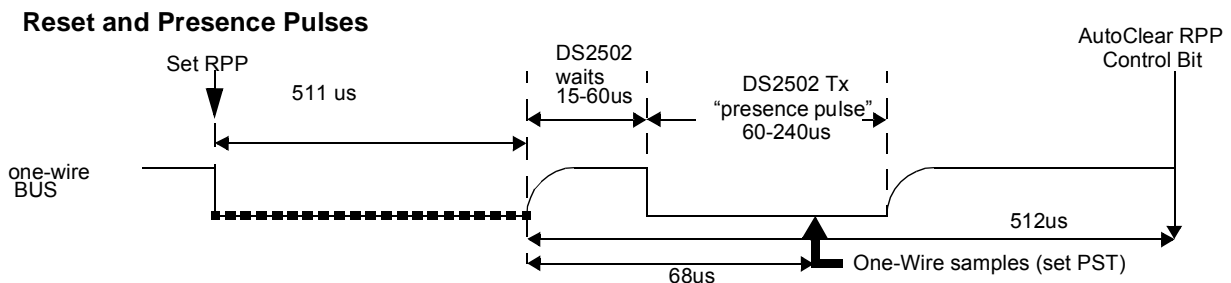 Reset and Presence Pulses
Set RPP
511 us
DS2502
waits
15-60us
DS2502 Tx
“presence pulse”
60-240us
AutoClear RPP
Control Bit
one-wire
BUS
512us
68us
One-Wire samples (set PST)